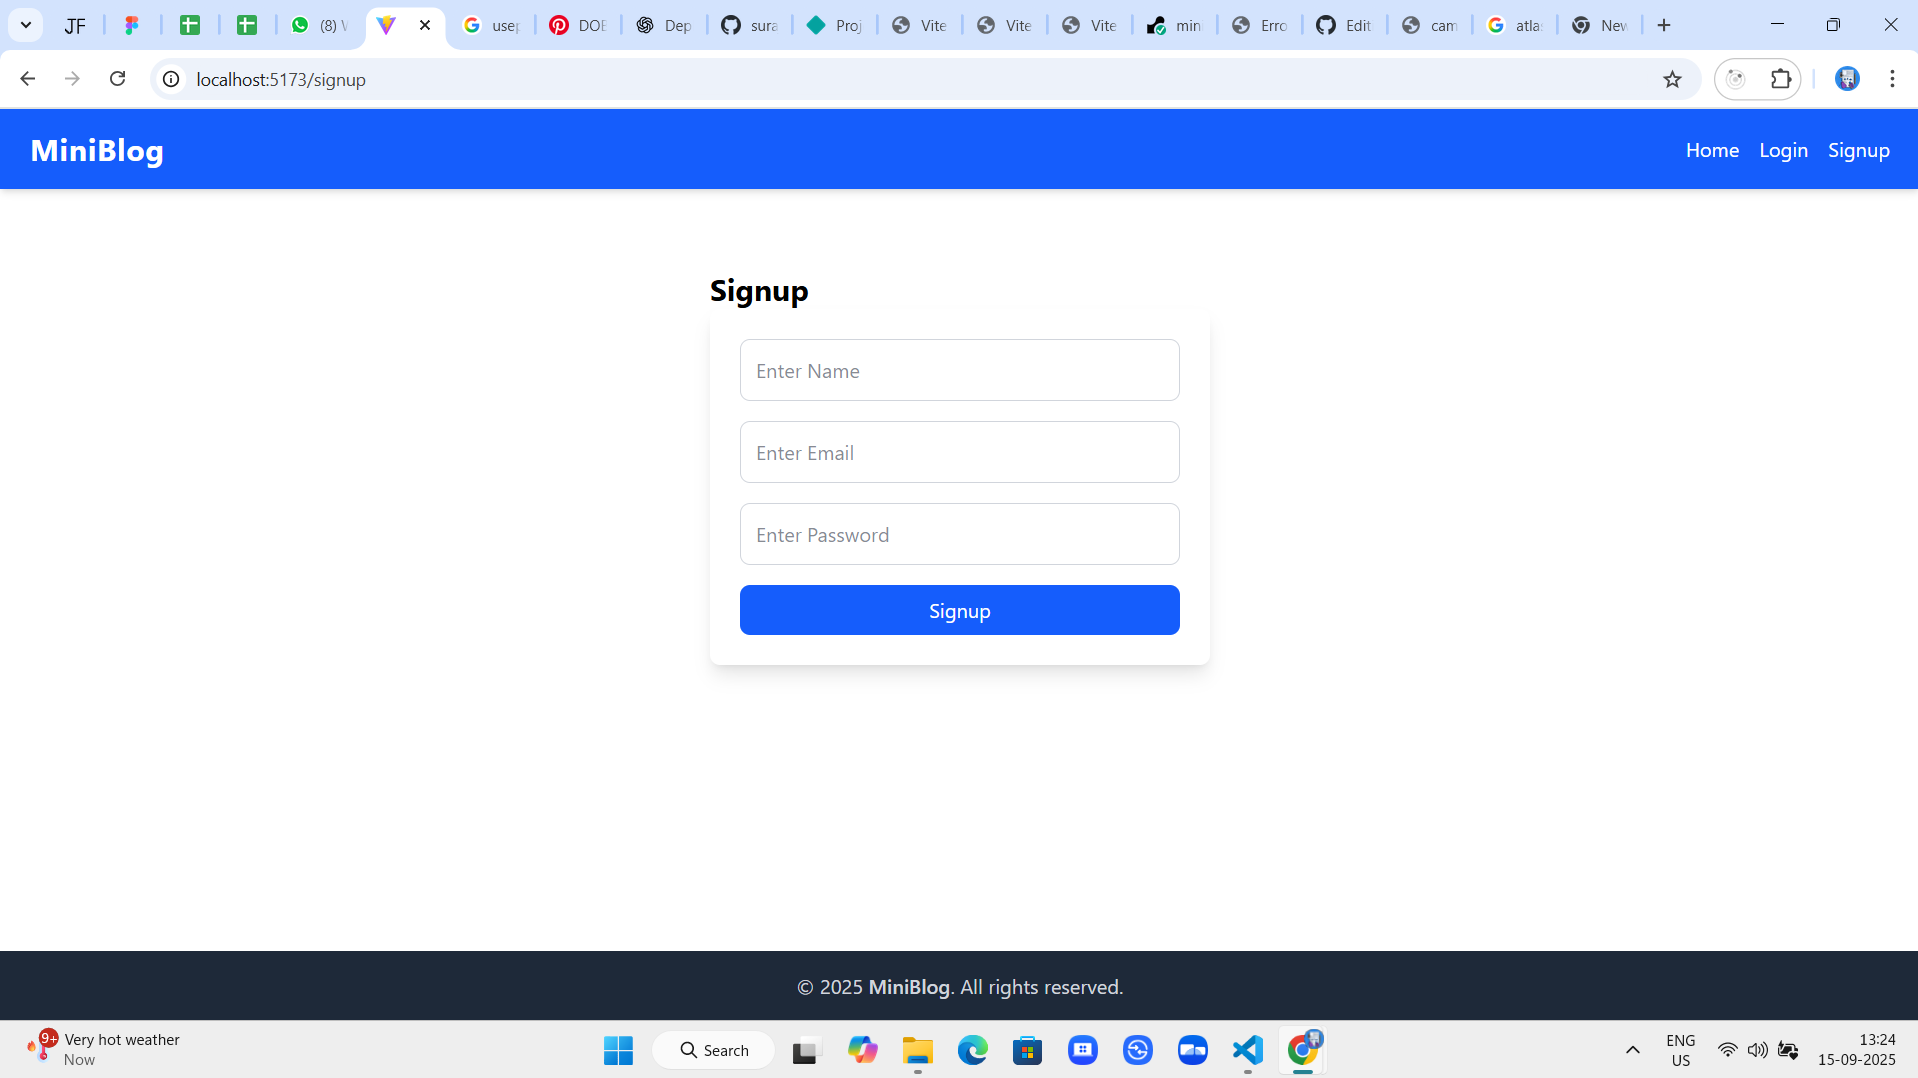 JF
(8) W
usep
DOE
Dep
sura
Proj
Vite
Vite
Vite
min
Erro
Edit
cam
atlas
New
localhost:5173/signup
MiniBlog
Home Login Signup
Signup
Enter Name
Enter Email
Enter Password
Signup
© 2025 MiniBlog. All rights reserved.
9+
Very hot weather
Now
Search
ENG
US
13:24
15-09-2025